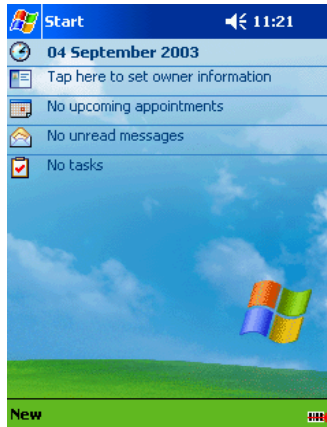 Start 11:21
04 September 2003
Tap here to set owner information
No upcoming appointments
No unread messages
No tasks
New